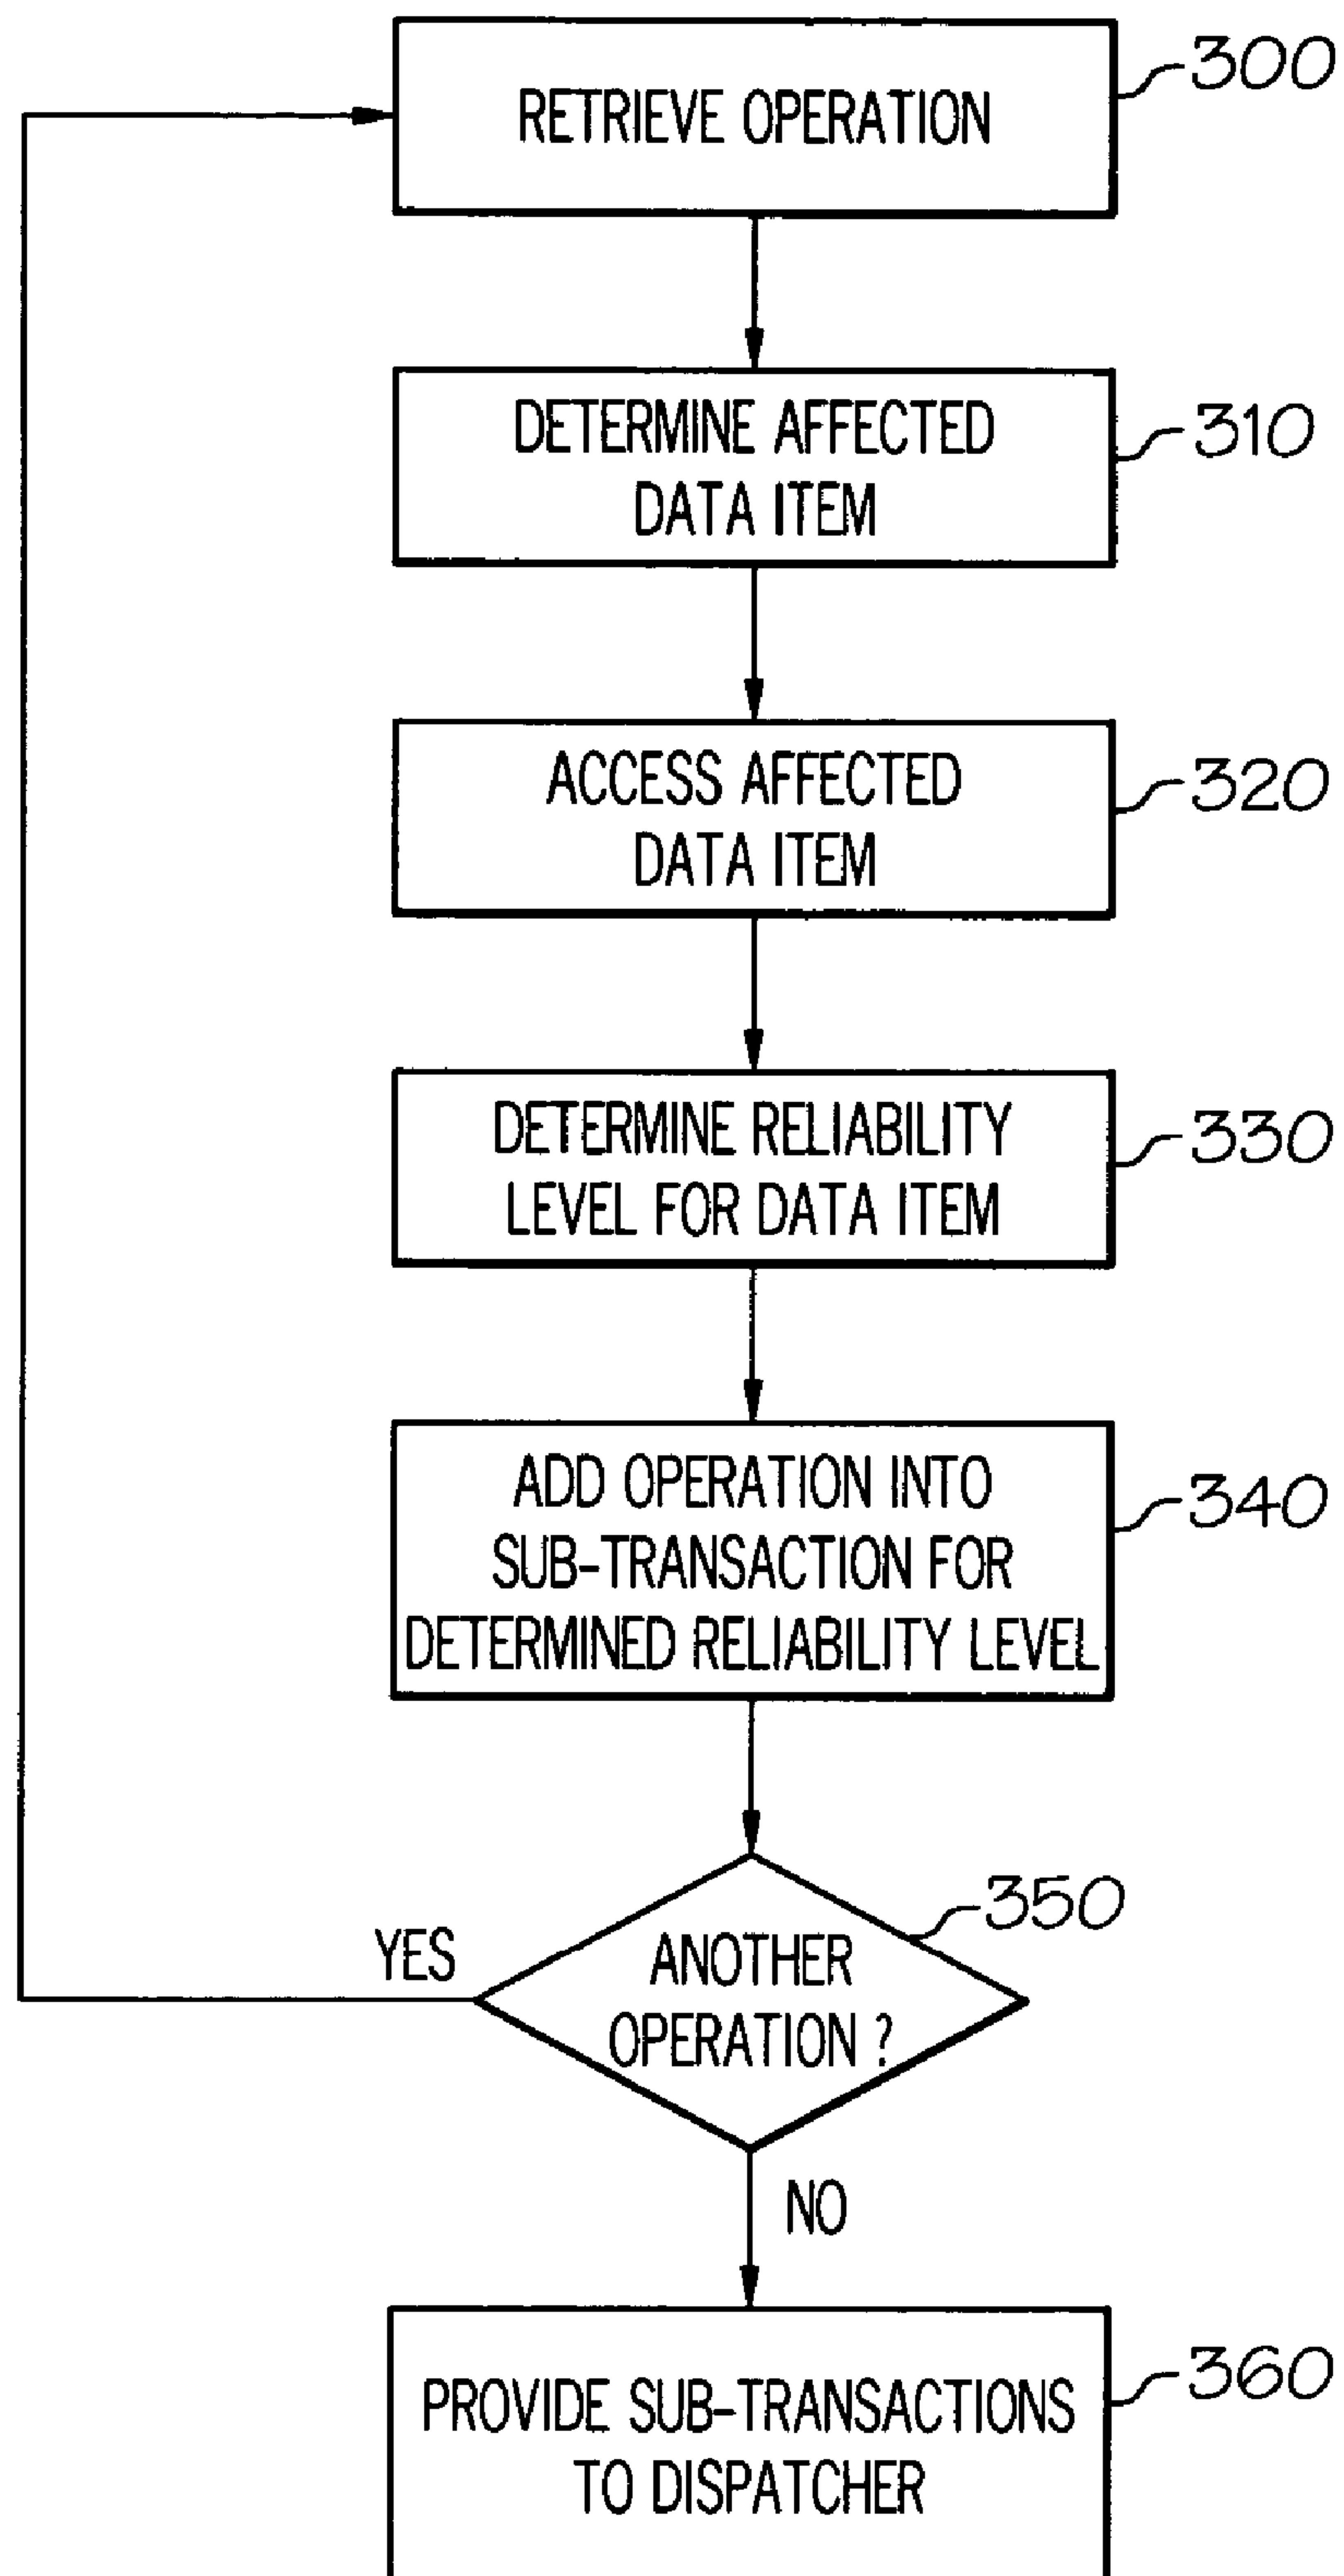 RETRIEVE OPERATION
300
DETERMINE AFFECTED
DATA ITEM
310
ACCESS AFFECTED
DATA ITEM
320
DETERMINE RELIABILITY
LEVEL FOR DATA ITEM
330
ADD OPERATION INTO
SUB-TRANSACTION FOR
DETERMINED RELIABILITY LEVEL
340
350
YES
ANOTHER
OPERATION ?
NO
PROVIDE SUB-TRANSACTIONS
TO DISPATCHER
360